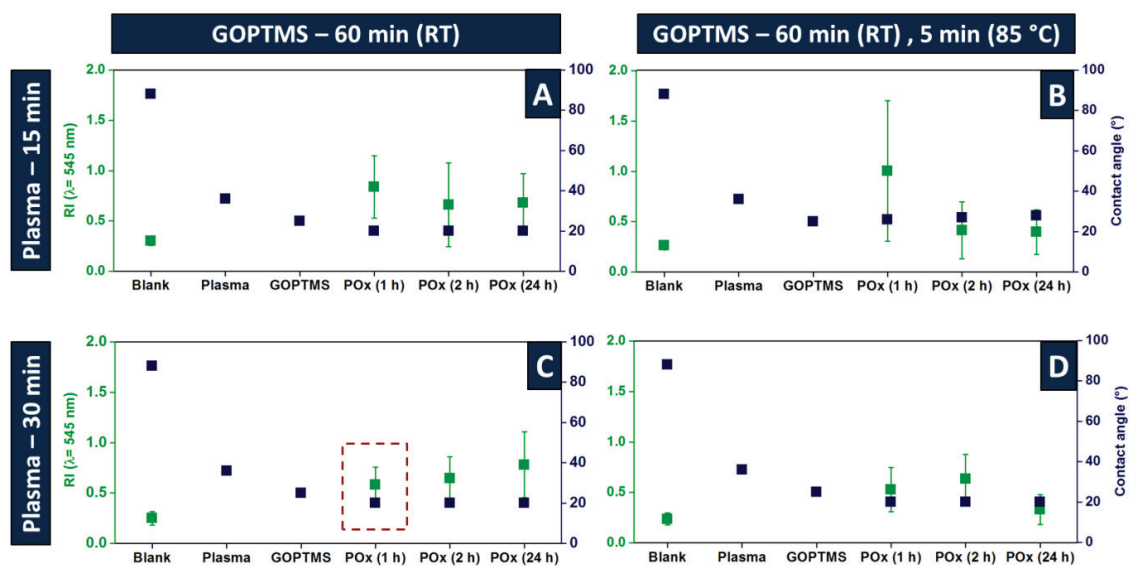 GOPTMS – 60 min (RT)
GOPTMS – 60 min (RT) , 5 min (85 °C)
Plasma – 15 min
A
RI (λ= 545 nm)
2.0
1.5
1.0
0.5
0.0
100
80
60
40
20
0
Blank Plasma GOPTMS POx (1 h) POx (2 h) POx (24 h)
B
2.0
1.5
1.0
0.5
0.0
100
80
60
40
20
0
Contact angle (°)
Blank Plasma GOPTMS POx (1 h) POx (2 h) POx (24 h)
Plasma – 30 min
C
RI (λ= 545 nm)
2.0
1.5
1.0
0.5
0.0
100
80
60
40
20
0
Blank Plasma GOPTMS POx (1 h) POx (2 h) POx (24 h)
D
2.0
1.5
1.0
0.5
0.0
100
80
60
40
20
0
Contact angle (°)
Blank Plasma GOPTMS POx (1 h) POx (2 h) POx (24 h)